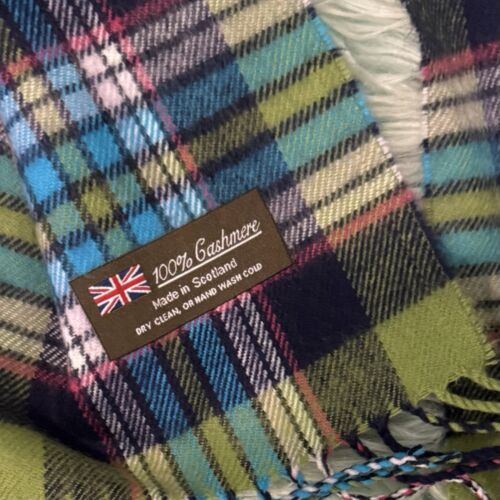 100% Cashmere
Made in Scotland
DRY CLEAN, OR HAND WASH COLD